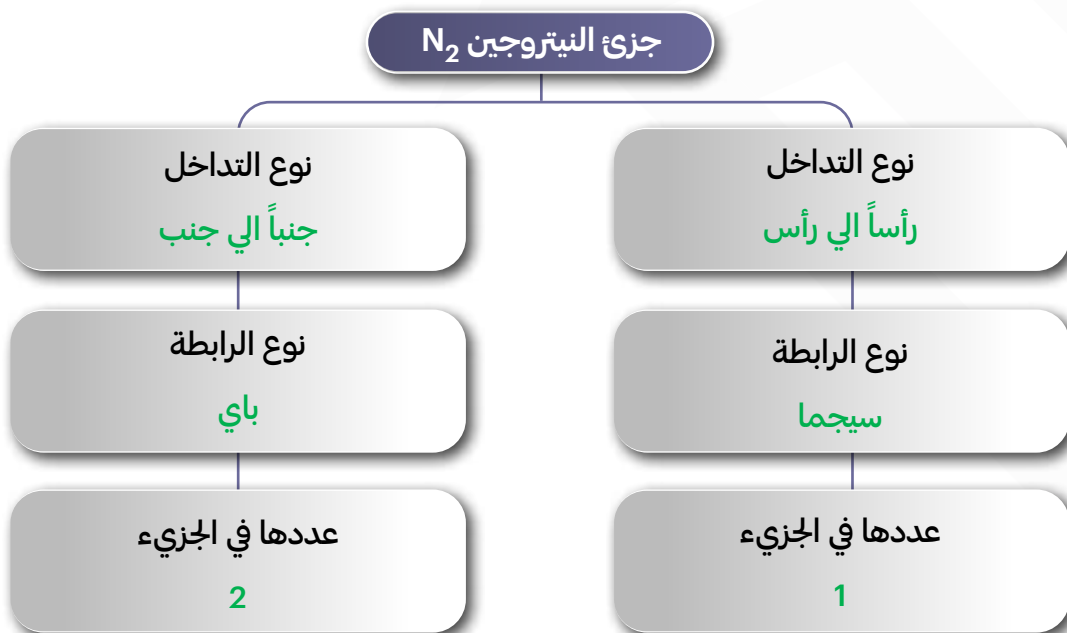 جزئ النيتروجين N₂
نوع التداخل
رأساً الي رأس
نوع الرابطة
سيجما
عددها في الجزيء
1
نوع التداخل
جنباً الي جنب
نوع الرابطة
باي
عددها في الجزيء
2